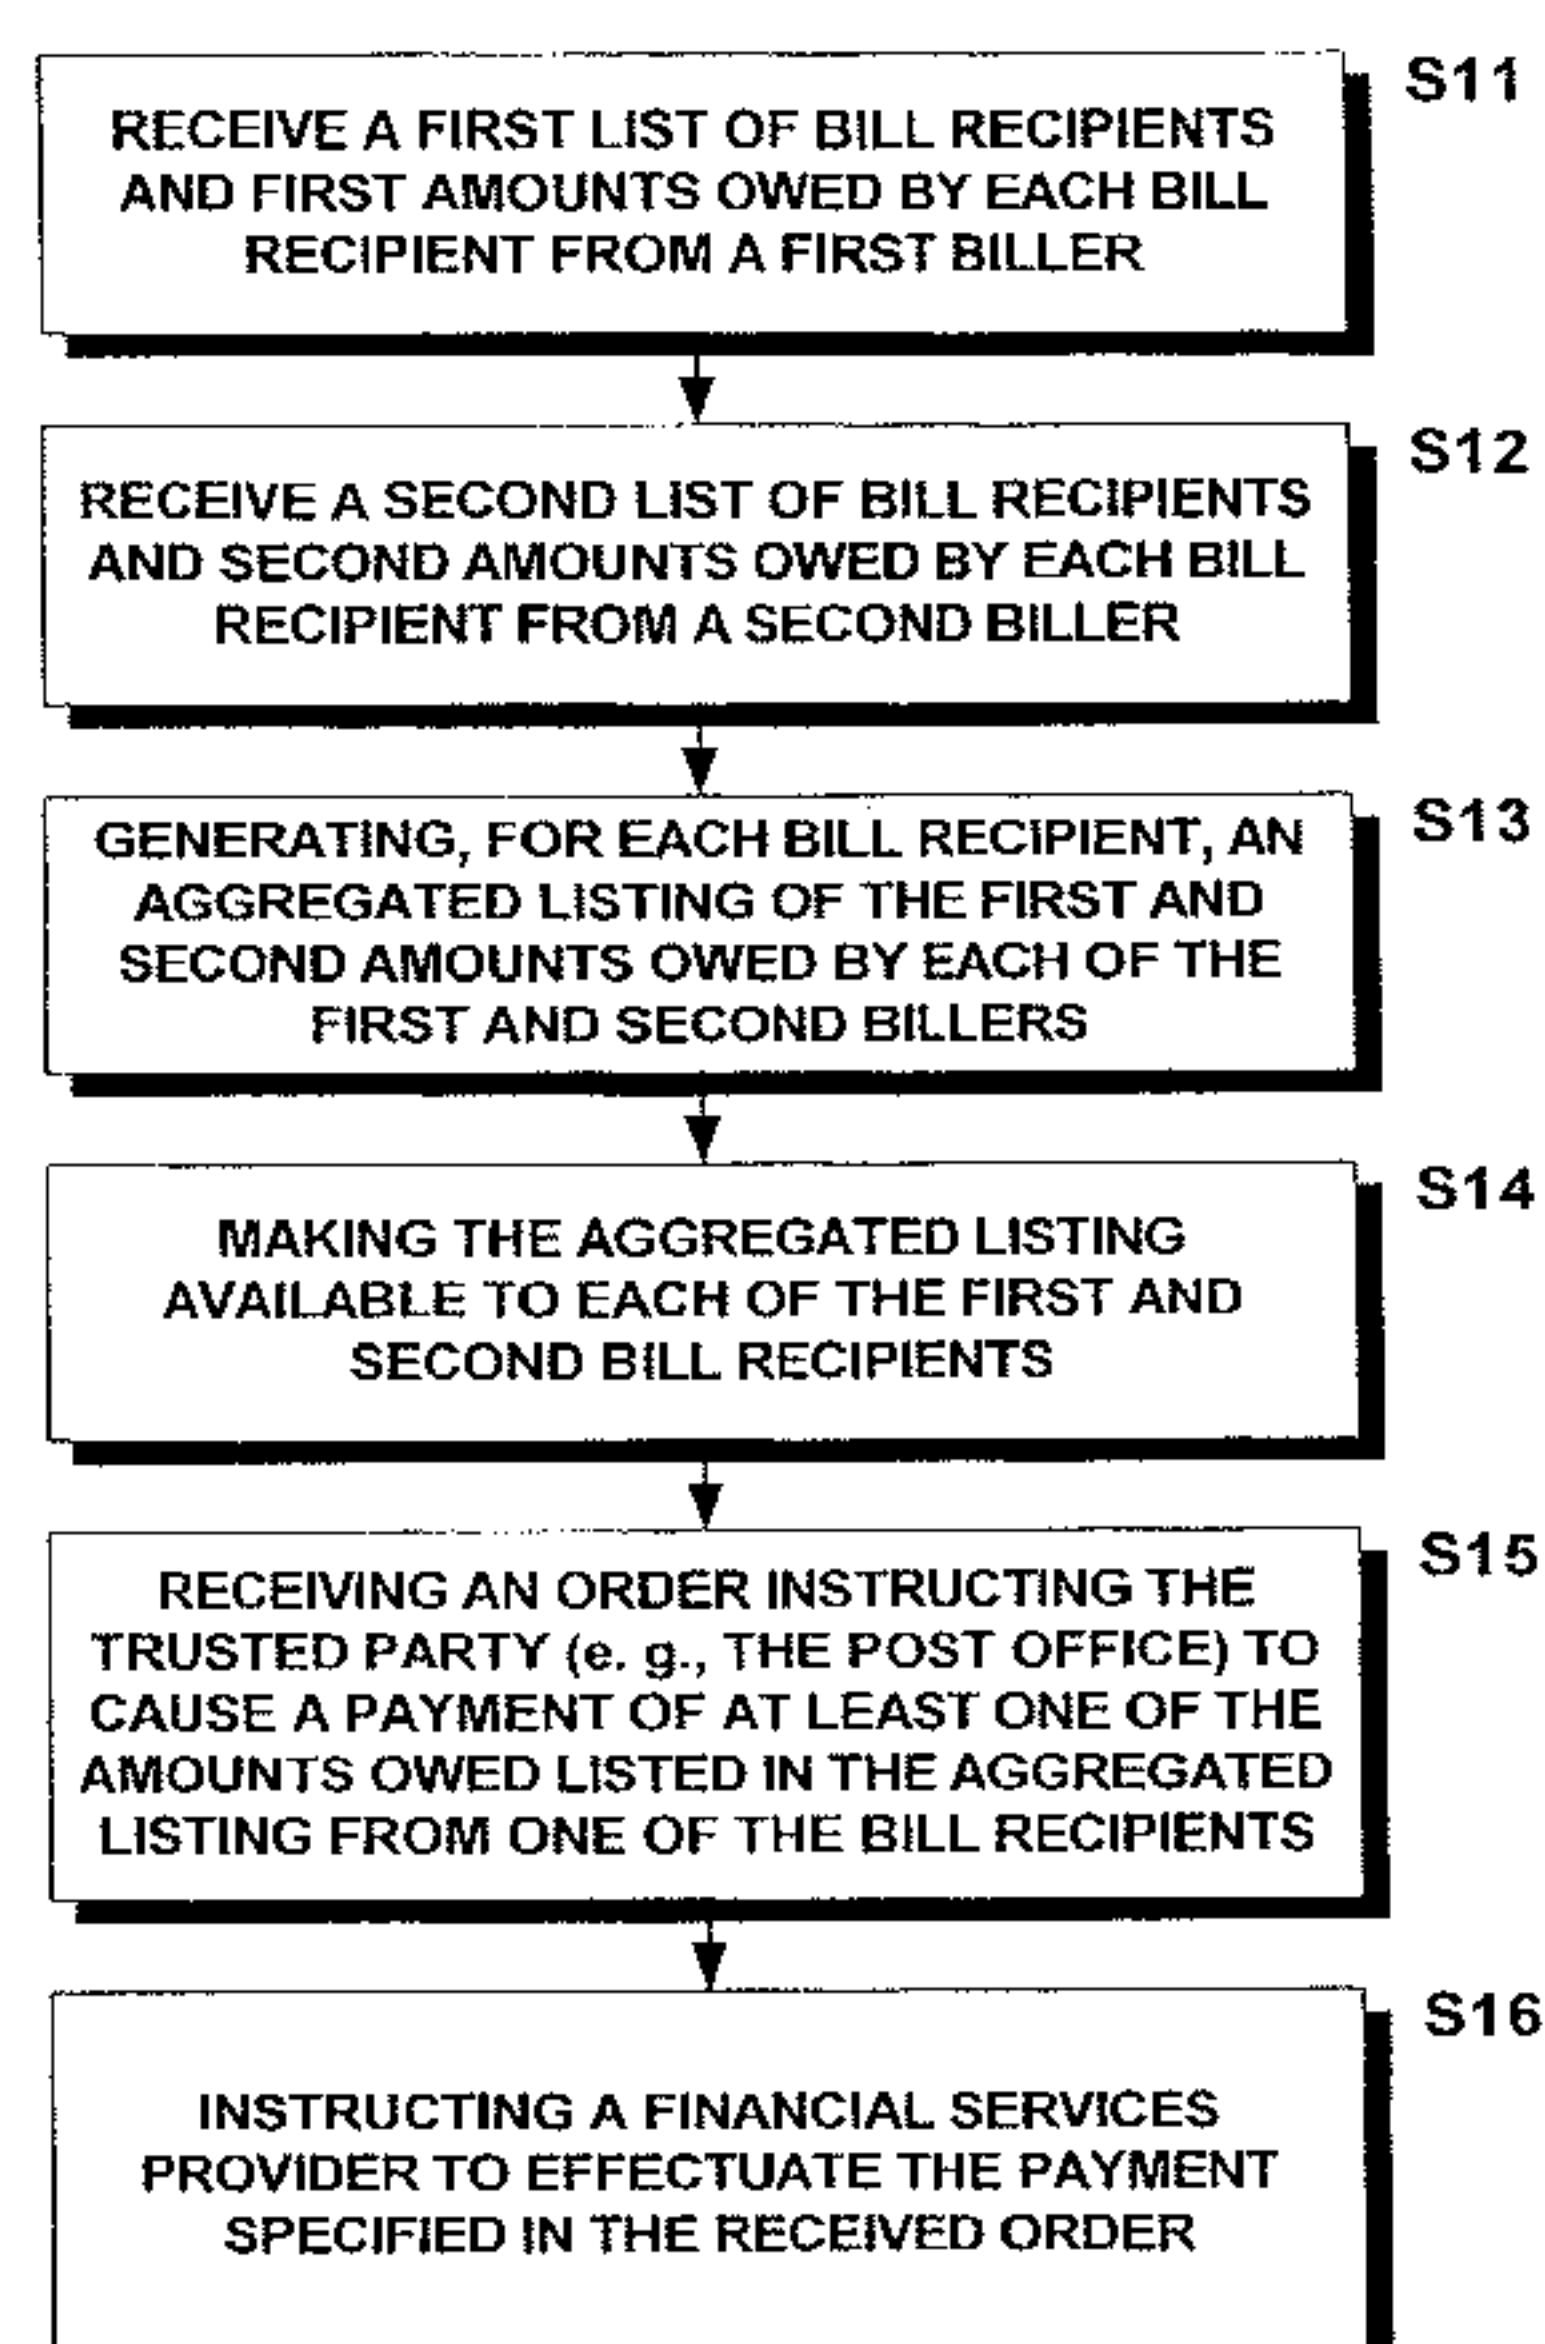 S11
RECEIVE A FIRST LIST OF BILL RECIPIENTS
AND FIRST AMOUNTS OWED BY EACH BILL
RECIPIENT FROM A FIRST BILLER
S12
RECEIVE A SECOND LIST OF BILL RECIPIENTS
AND SECOND AMOUNTS OWED BY EACH BILL
RECIPIENT FROM A SECOND BILLER
S13
GENERATING, FOR EACH BILL RECIPIENT, AN
AGGREGATED LISTING OF THE FIRST AND
SECOND AMOUNTS OWED BY EACH OF THE
FIRST AND SECOND BILLERS
S14
MAKING THE AGGREGATED LISTING
AVAILABLE TO EACH OF THE FIRST AND
SECOND BILL RECIPIENTS
S15
RECEIVING AN ORDER INSTRUCTING THE
TRUSTED PARTY (e. g., THE POST OFFICE) TO
CAUSE A PAYMENT OF AT LEAST ONE OF THE
AMOUNTS OWED LISTED IN THE AGGREGATED
LISTING FROM ONE OF THE BILL RECIPIENTS
S16
INSTRUCTING A FINANCIAL SERVICES
PROVIDER TO EFFECTUATE THE PAYMENT
SPECIFIED IN THE RECEIVED ORDER